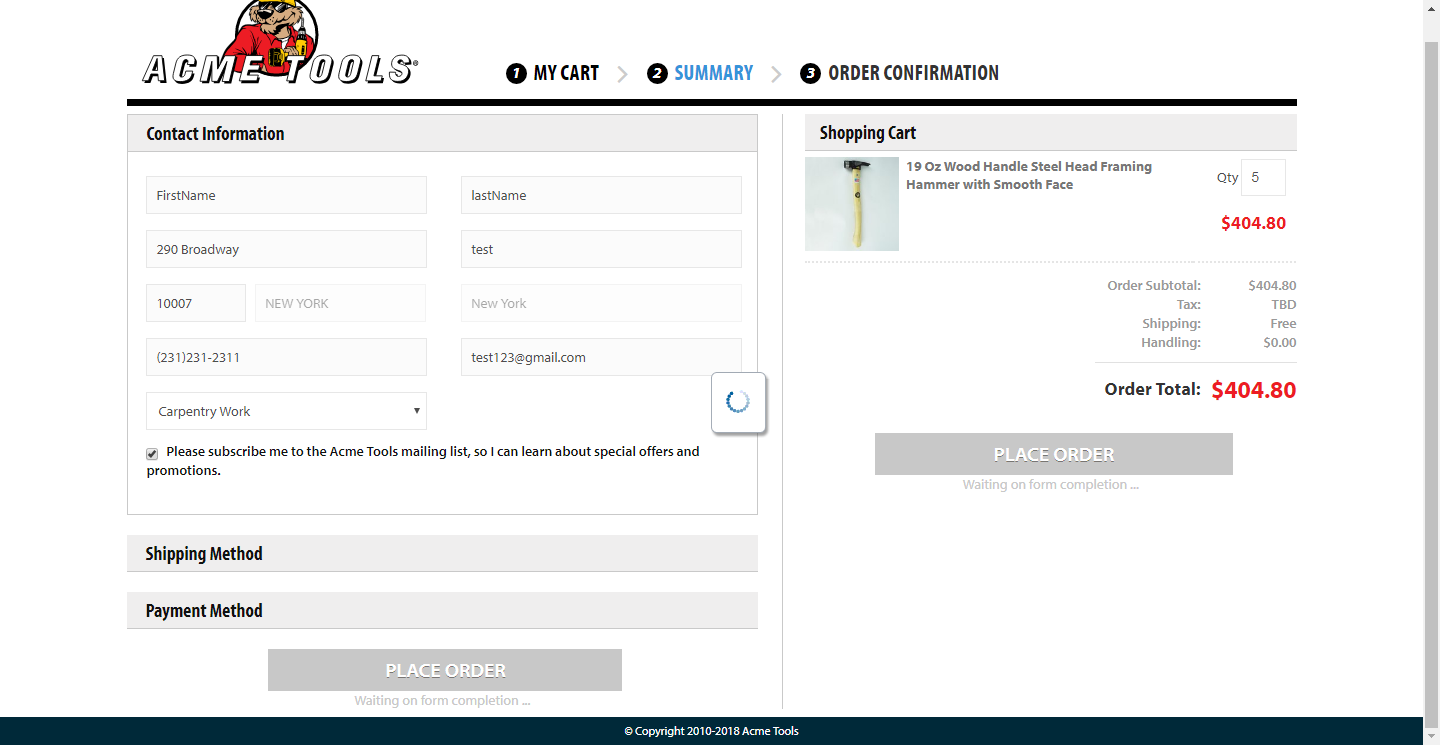 ACME TOOLS®
1 MY CART 2 SUMMARY 3 ORDER CONFIRMATION
Contact Information
FirstName lastName
290 Broadway test
10007 NEW YORK New York
(231)231-2311 test123@gmail.com
Carpentry Work
Please subscribe me to the Acme Tools mailing list, so I can learn about special offers and
promotions.
Shipping Method
Payment Method
PLACE ORDER
Waiting on form completion ...
Shopping Cart
19 Oz Wood Handle Steel Head Framing
Hammer with Smooth Face
Qty 5
$404.80
Order Subtotal: $404.80
Tax: TBD
Shipping: Free
Handling: $0.00
Order Total: $404.80
PLACE ORDER
Waiting on form completion ...
© Copyright 2010-2018 Acme Tools